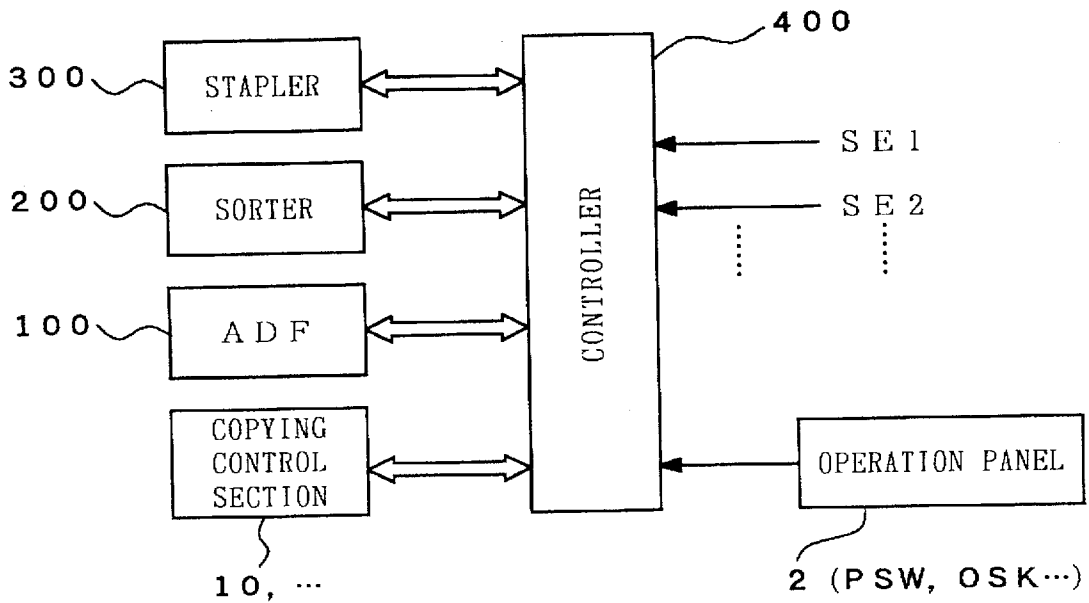 400
300
STAPLER
SE1
200
SORTER
SE2
CONTROLLER
100
ADF
COPYING
CONTROL
SECTION
OPERATION PANEL
10, ···
2 (PSW, OSK···)